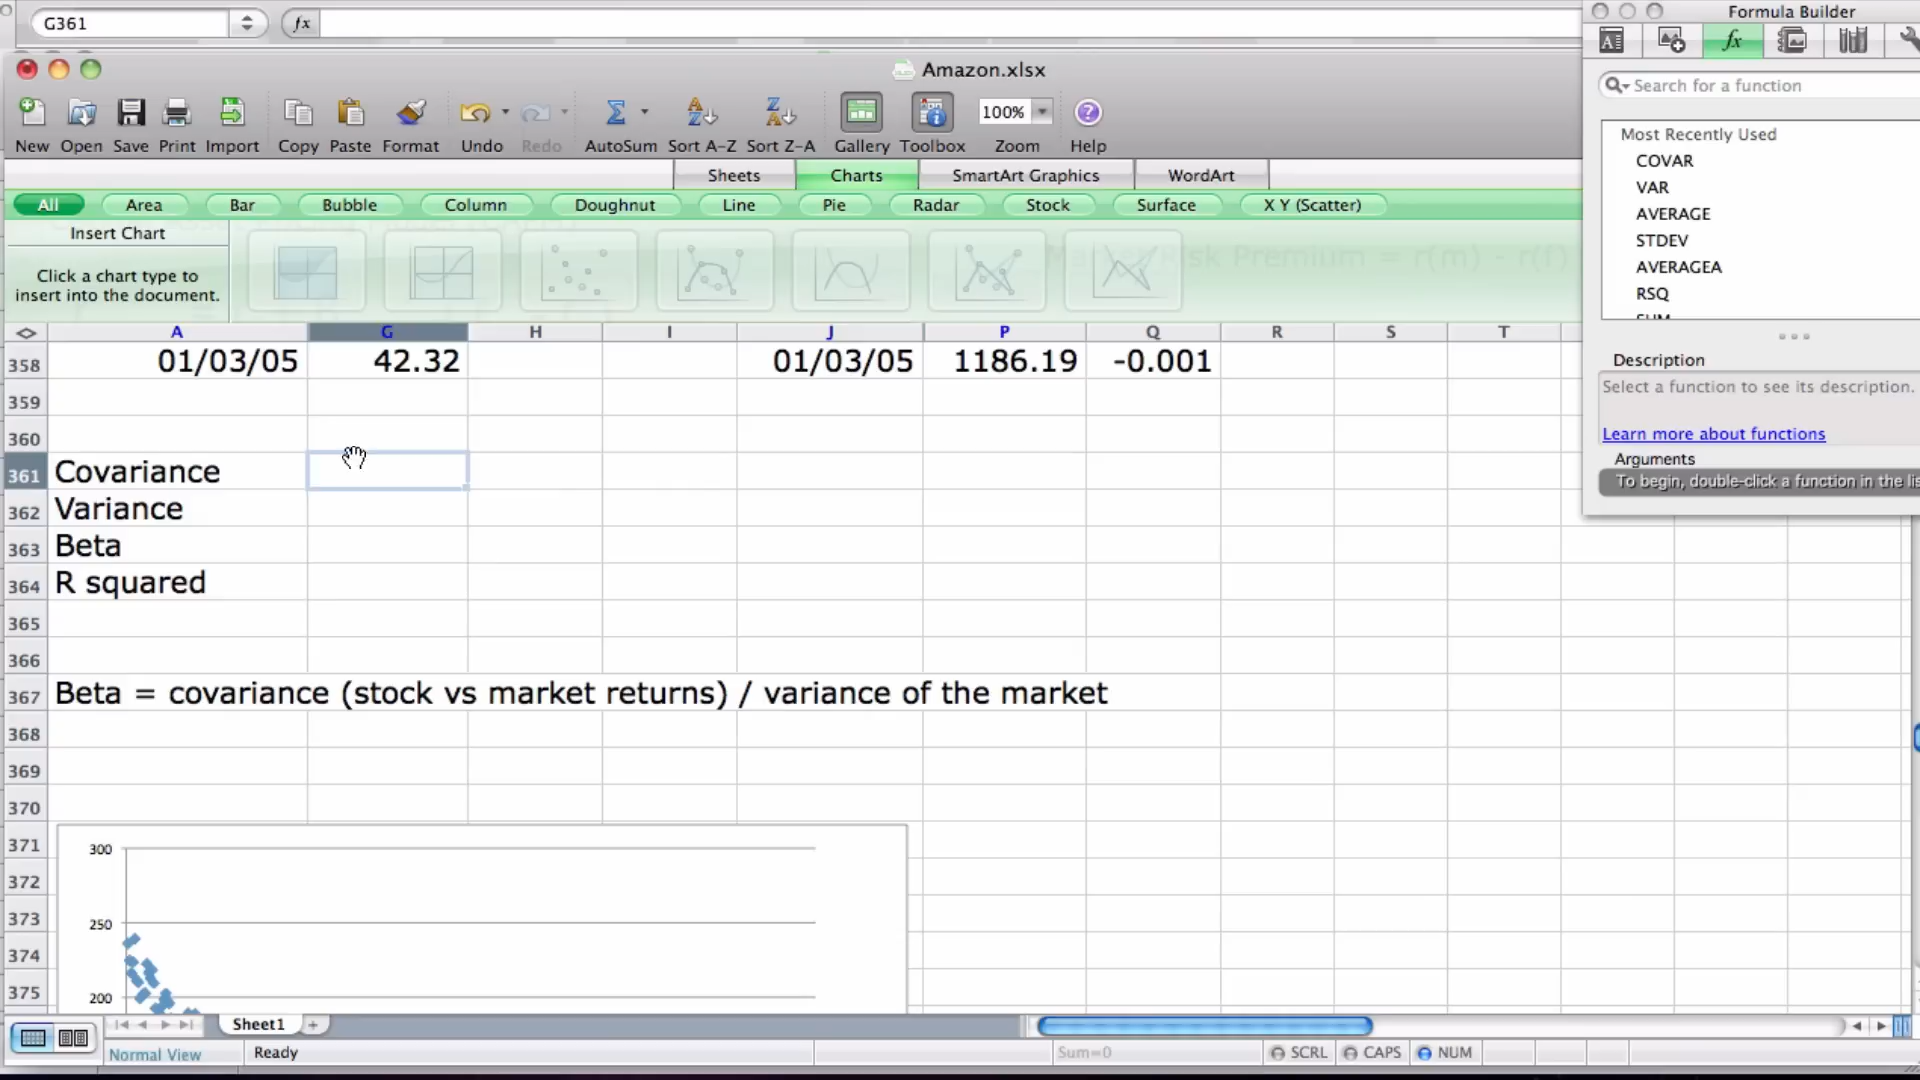 G361
fx
Formula Builder
Amazon.xlsx
Search for a function
100%
New Open Save Print Import Copy Paste Format Undo Redo AutoSum Sort A-Z Sort Z-A Gallery Toolbox Zoom Help
Most Recently Used
COVAR
VAR
AVERAGE
STDEV
AVERAGEA
RSQ
SUM
Sheets Charts SmartArt Graphics WordArt
All Area Bar Bubble Column Doughnut Line Pie Radar Stock Surface X Y (Scatter)
Insert Chart
Click a chart type to
insert into the document.
Risk Premium = r(m) - r(f)
Description
Select a function to see its description.
Learn more about functions
Arguments
To begin, double-click a function in the lis
A G H I J P Q R S T
358 01/03/05 42.32 01/03/05 1186.19 -0.001
359
360
361 Covariance
362 Variance
363 Beta
364 R squared
365
366
367 Beta = covariance (stock vs market returns) / variance of the market
368
369
370
371
372
373
374
375
300
250
200
Sheet1
Normal View Ready Sum=0 SCRL CAPS NUM